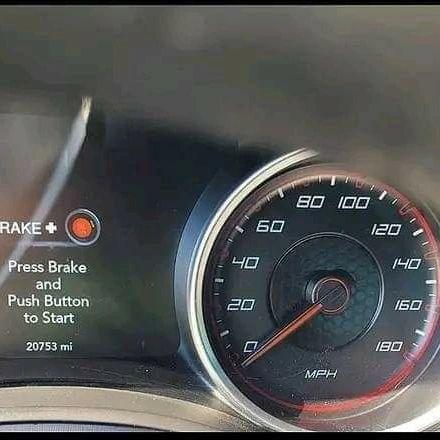 RAKE+
Press Brake
and
Push Button
to Start
20753 mi
0
20
40
60
80
100
120
140
160
180
MPH